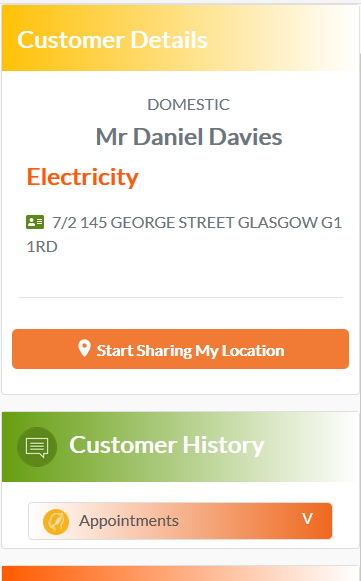 Customer Details
DOMESTIC
Mr Daniel Davies
Electricity
7/2 145 GEORGE STREET GLASGOW G1
1RD
Start Sharing My Location
Customer History
Appointments V